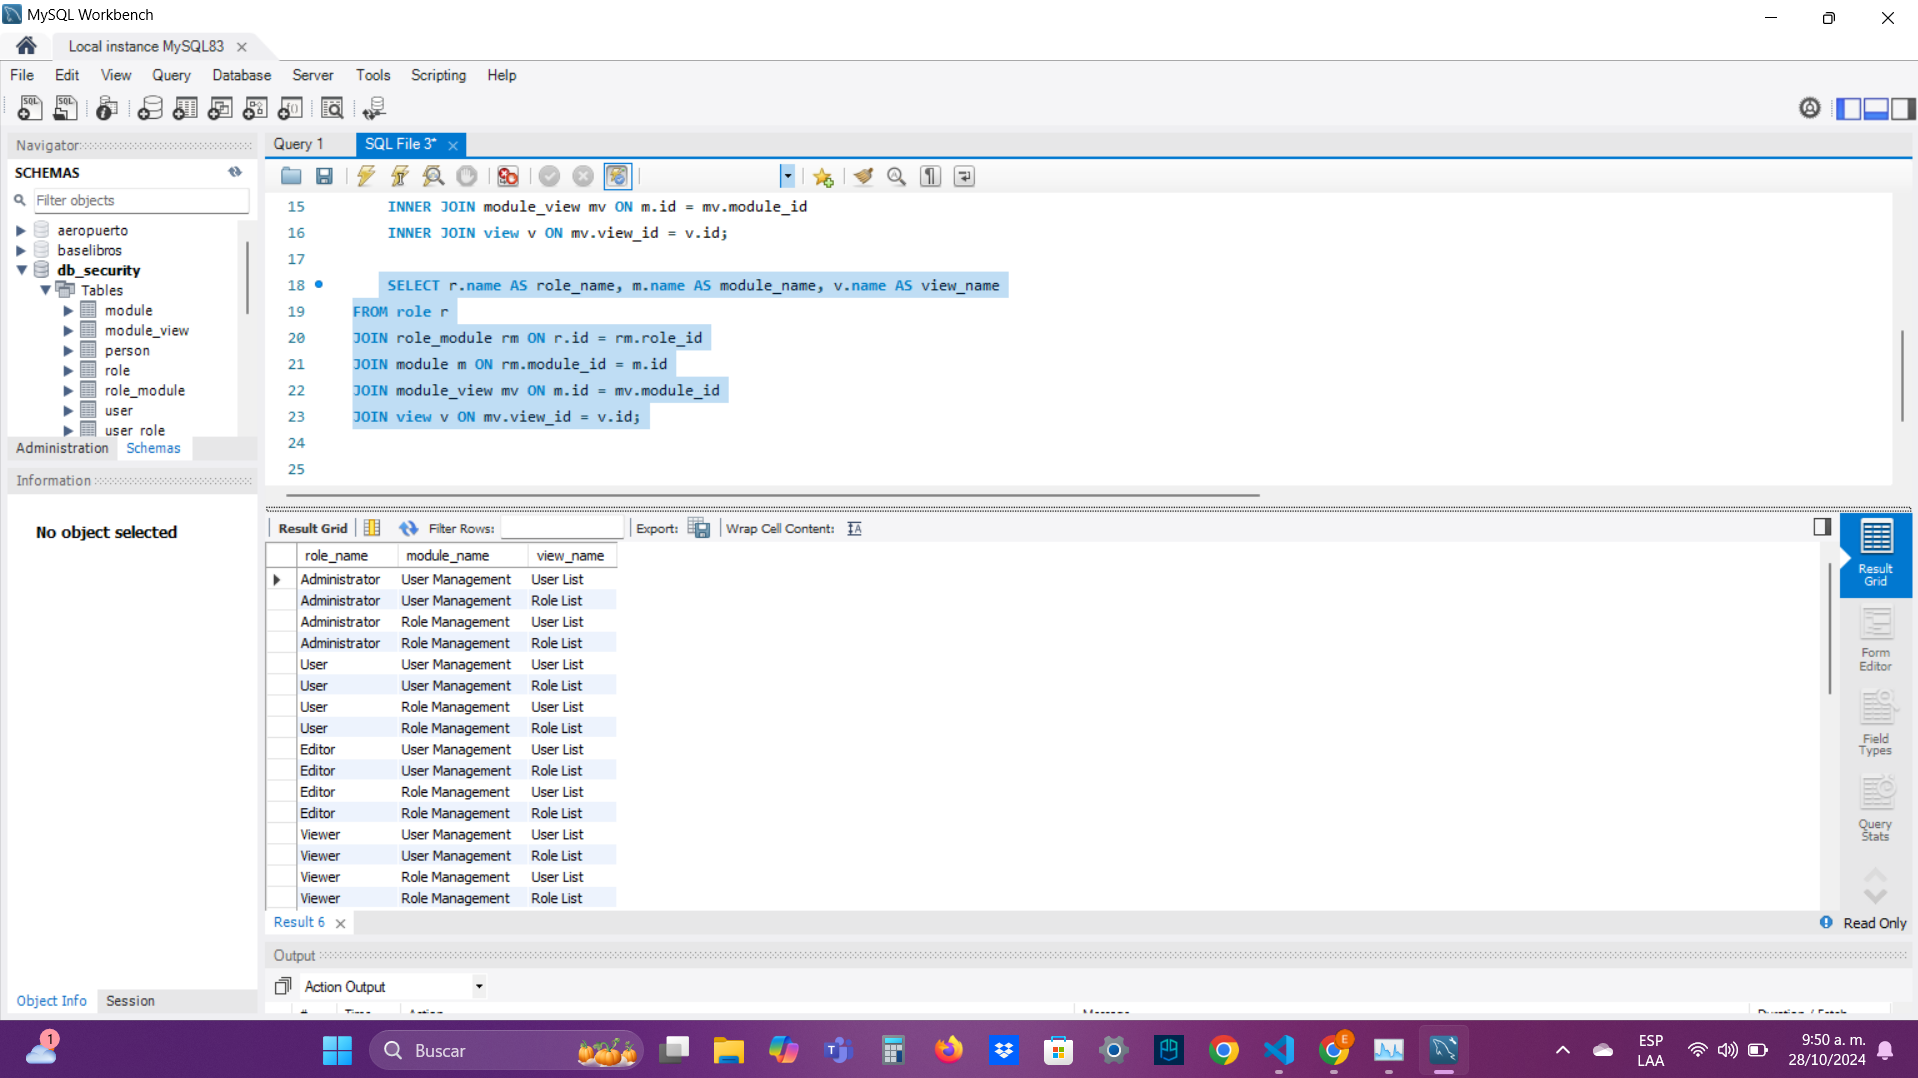 MySQL Workbench
Local instance MySQL83
File Edit View Query Database Server Tools Scripting Help
Navigator
SCHEMAS
Filter objects
aeropuerto
baselibros
db_security
Tables
module
module_view
person
role
role_module
user
user_role
Administration Schemas
Information
No object selected
Object Info Session
Query 1 SQL File 3*
15 INNER JOIN module_view mv ON m.id = mv.module_id
16 INNER JOIN view v ON mv.view_id = v.id;
17
18 SELECT r.name AS role_name, m.name AS module_name, v.name AS view_name
19 FROM role r
20 JOIN role_module rm ON r.id = rm.role_id
21 JOIN module m ON rm.module_id = m.id
22 JOIN module_view mv ON m.id = mv.module_id
23 JOIN view v ON mv.view_id = v.id;
24
25
Result Grid Filter Rows: Export: Wrap Cell Content:
role_name module_name view_name
Administrator User Management User List
Administrator User Management Role List
Administrator Role Management User List
Administrator Role Management Role List
User User Management User List
User User Management Role List
User Role Management User List
User Role Management Role List
Editor User Management User List
Editor User Management Role List
Editor Role Management User List
Editor Role Management Role List
Viewer User Management User List
Viewer User Management Role List
Viewer Role Management User List
Viewer Role Management Role List
Result Grid
Form Editor
Field Types
Query Stats
Result 6
Read Only
Output
Action Output
# Time Action Message Duration / Fetch
1
Buscar
E
ESP
LAA
9:50 a. m.
28/10/2024